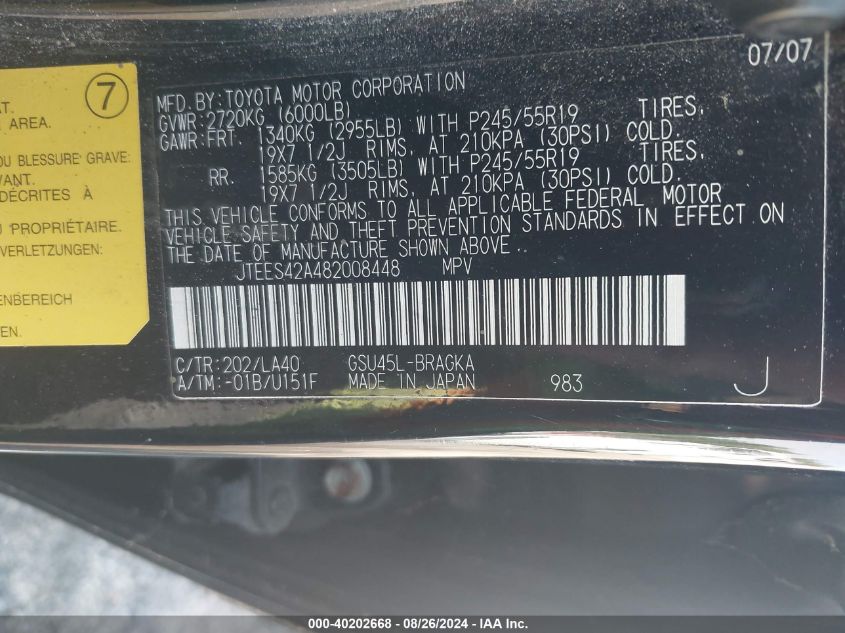 07/07
7
T.
E AREA.
OU BLESSURE GRAVE:
VANT.
DÉCRITES À
U PROPRIÉTAIRE.
VERLETZUNGEN:
ENBEREICH
EN.
MFD.BY:TOYOTA MOTOR CORPORATION
GVWR:2720KG (6000LB)
GAWR:FRT. 1340KG (2955LB) WITH P245/55R19 TIRES,
19X7 1/2J RIMS, AT 210KPA (30PSI) COLD.
RR. 1585KG (3505LB) WITH P245/55R19 TIRES,
19X7 1/2J RIMS, AT 210KPA (30PSI) COLD.
THIS VEHICLE CONFORMS TO ALL APPLICABLE FEDERAL MOTOR
VEHICLE SAFETY AND THEFT PREVENTION STANDARDS IN EFFECT ON
THE DATE OF MANUFACTURE SHOWN ABOVE.
JTEES42A482008448 MPV
C/TR:202/LA40 GSU45L-BRAGKA
A/TM:-01B/U151F MADE IN JAPAN 983 J
000-40202668 - 08/26/2024 - IAA Inc.